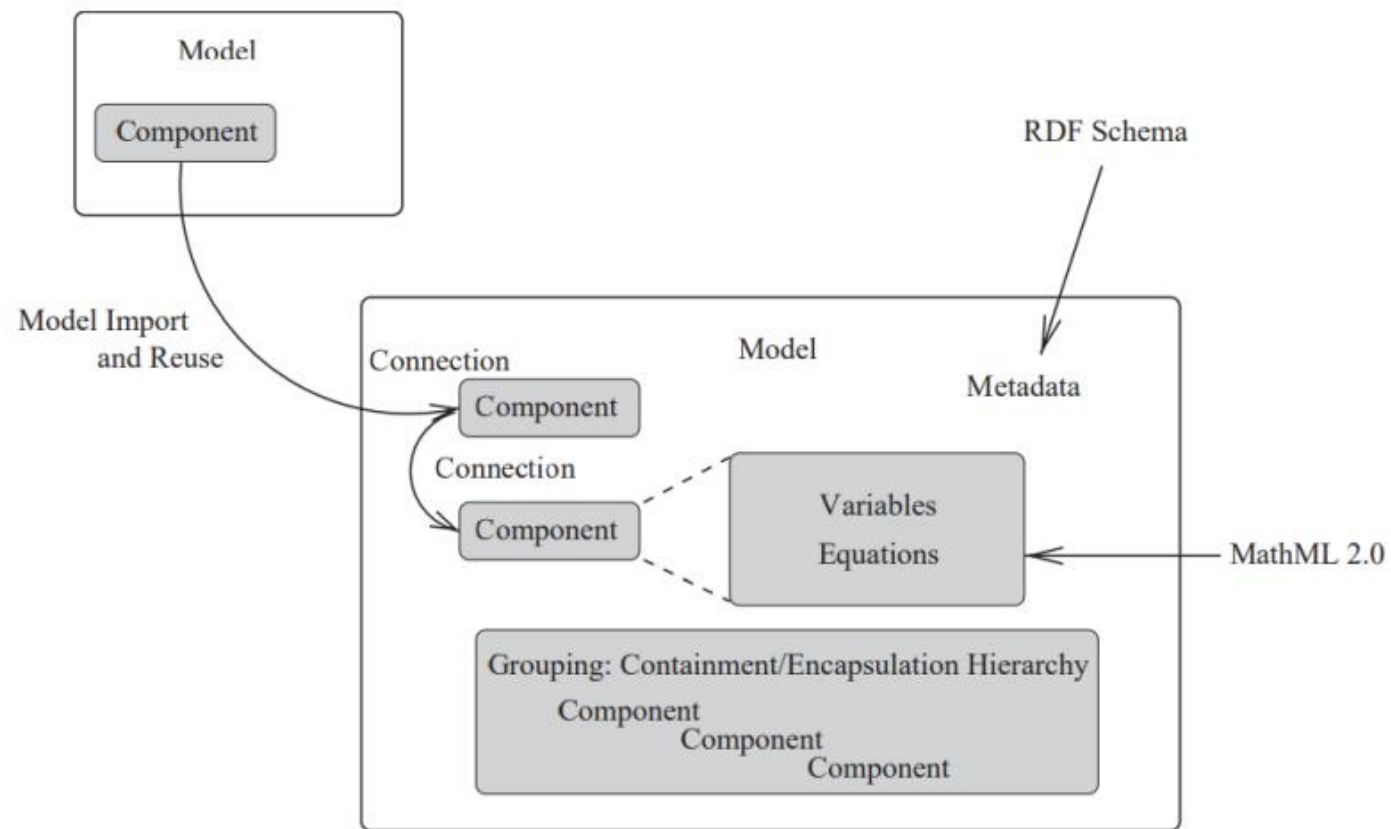 Model
Component
RDF Schema
Model Import
and Reuse
Connection
Model
Metadata
Component
Connection
Component
Variables
Equations
MathML 2.0
Grouping: Containment/Encapsulation Hierarchy
Component
Component
Component